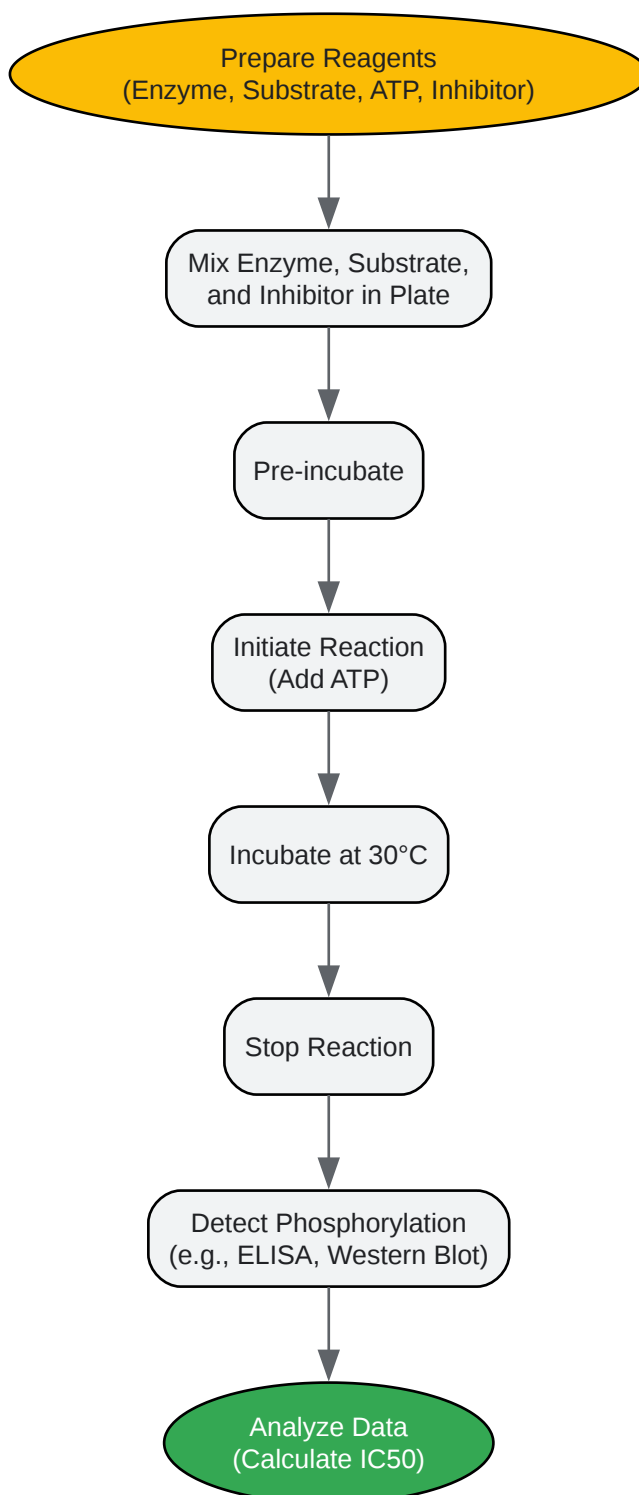 Prepare Reagents
(Enzyme, Substrate, ATP, Inhibitor)
Mix Enzyme, Substrate,
and Inhibitor in Plate
Pre-incubate
Initiate Reaction
(Add ATP)
Incubate at 30°C
Stop Reaction
Detect Phosphorylation
(e.g., ELISA, Western Blot)
Analyze Data
(Calculate IC50)